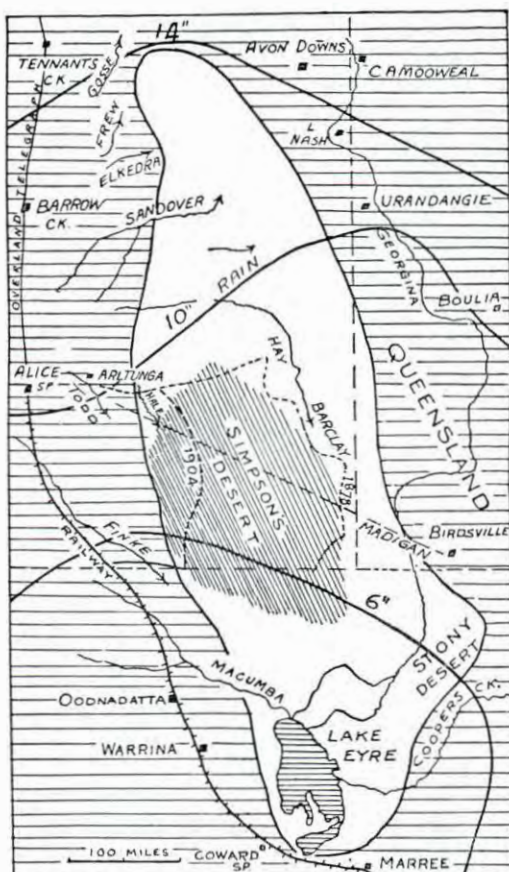 14"
AVON DOWNS
TENNANTS
CK.
CAMOOWEAL
GOSSE
FREW
L
NASH
ELKEDRA
OVERLAND TELEGRAPH
BARROW
CK.
SANDOVER
URANDANGIE
GEORGINA
10" RAIN
BOULIA
ALICE
SP.
ARLTUNGA
TODD
HALE
HAY
BARCLAY
QUEENSLAND
1904
SIMPSONS
DESERT
1878
MADIGAN
BIRDSVILLE
FINKE
RAILWAY
6"
STONY
DESERT
MACUMBA
COOPERS CK.
OODNADATTA
WARRINA
LAKE
EYRE
100 MILES
COWARD
SP.
MARREE